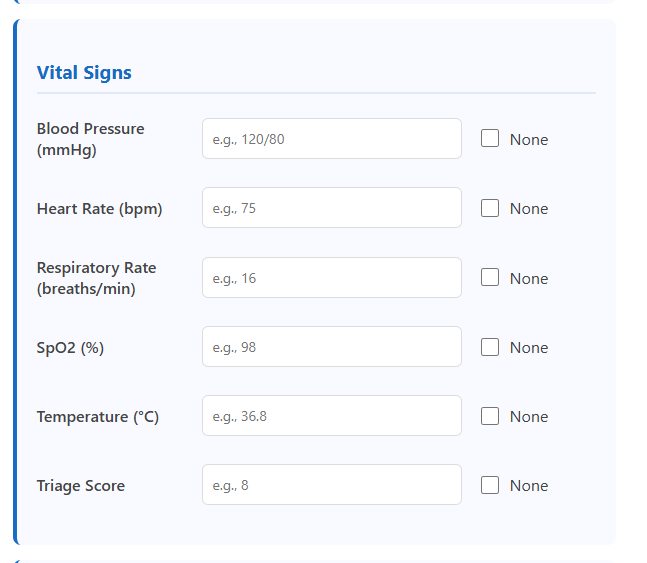 Vital Signs
Blood Pressure
(mmHg)
e.g., 120/80
None
Heart Rate (bpm)
e.g., 75
None
Respiratory Rate
(breaths/min)
e.g., 16
None
SpO2 (%)
e.g., 98
None
Temperature (°C)
e.g., 36.8
None
Triage Score
e.g., 8
None